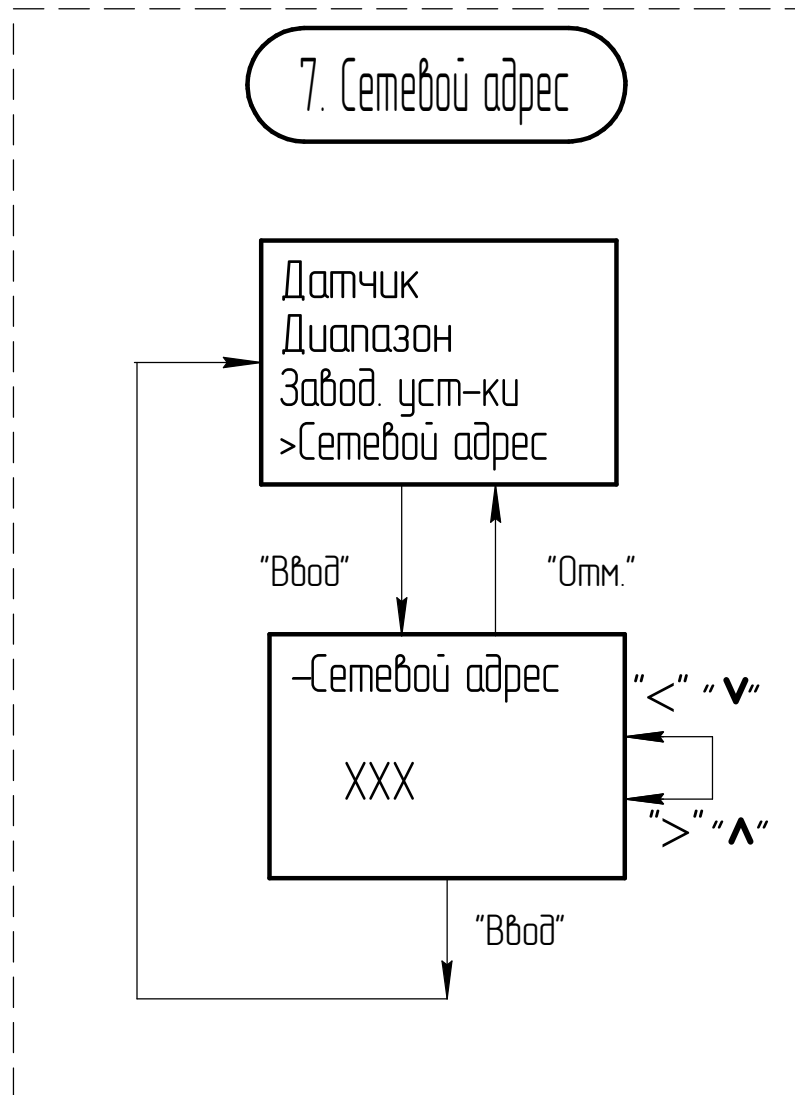 7. Сетевой адрес
Датчик
Диапазон
Завод. уст-ки
>Сетевой адрес
"Ввод"
"Отм."
-Сетевой адрес
XXX
"<" "∨"
">" "∧"
"Ввод"